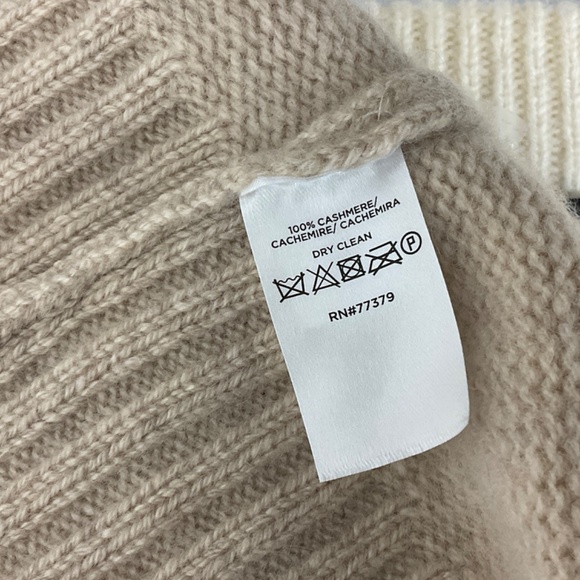 100% CASHMERE/
CACHEMIRE/ CACHEMIRA
DRY CLEAN
P
RN#77379